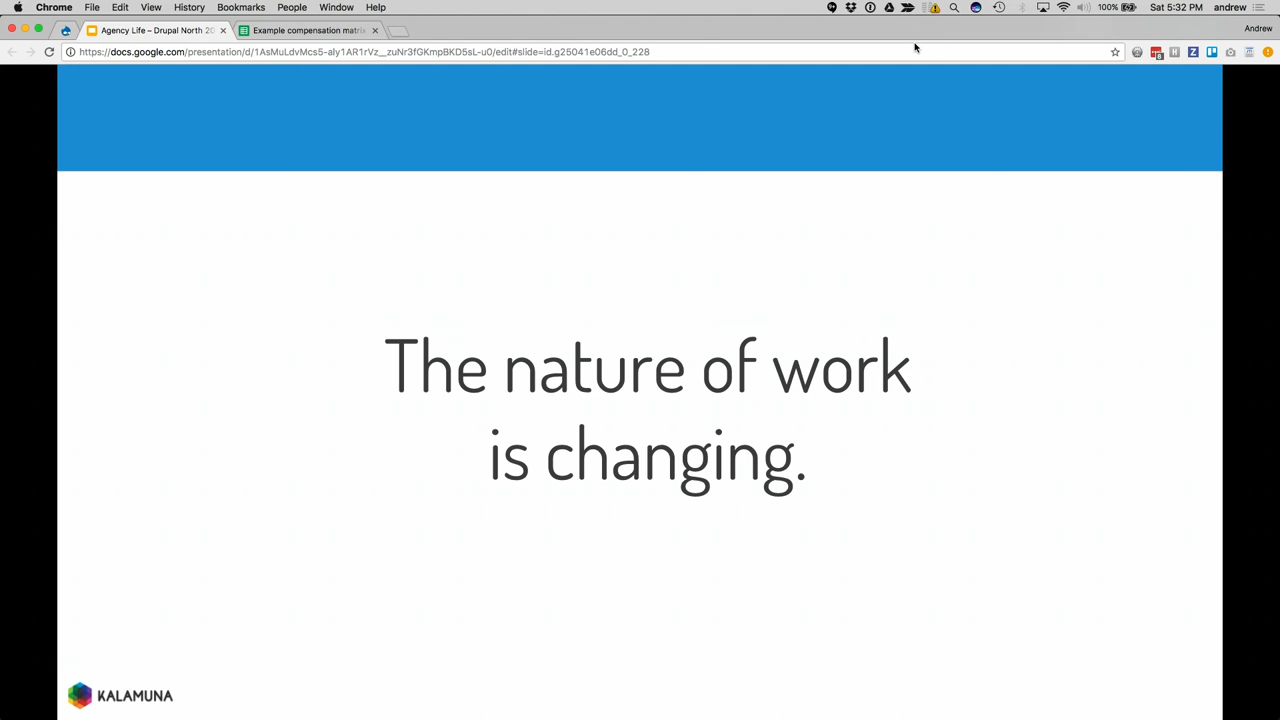 Chrome File Edit View History Bookmarks People Window Help 100% Sat 5:32 PM andrew
Agency Life – Drupal North 20 Example compensation matrix Andrew
https://docs.google.com/presentation/d/1AsMuLdvMcs5-aIy1AR1rVz__zuNr3fGKmpBKD5sL-u0/edit#slide=id.g25041e06dd_0_228
The nature of work
is changing.
KALAMUNA